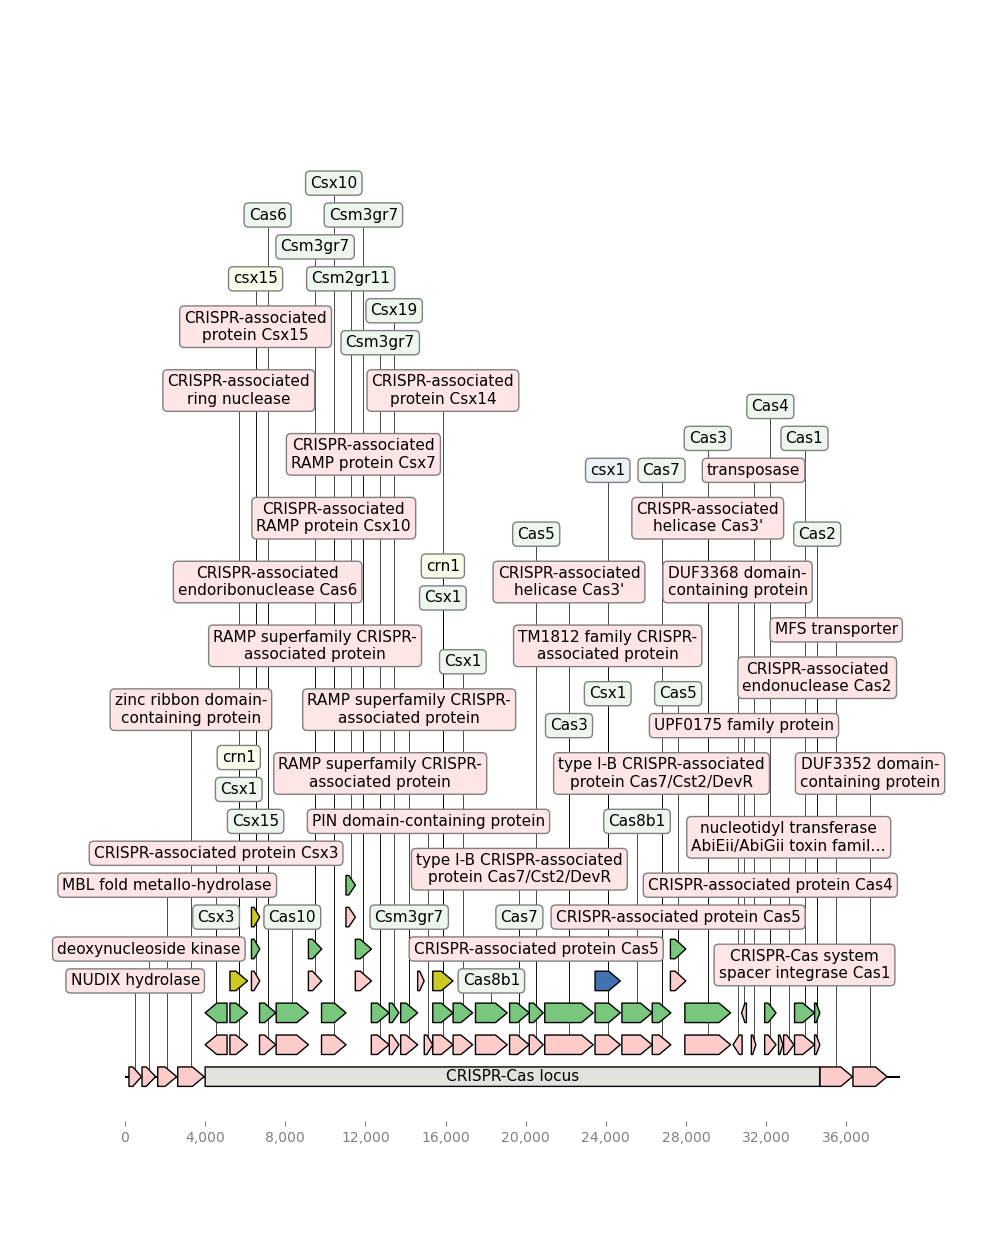 Csx10
Cas6
Csm3gr7
Csm3gr7
csx15
Csm2gr11
Csx19
CRISPR-associated
protein Csx15
Csm3gr7
CRISPR-associated
ring nuclease
CRISPR-associated
protein Csx14
Cas4
Cas3
Cas1
CRISPR-associated
RAMP protein Csx7
csx1
Cas7
transposase
CRISPR-associated
RAMP protein Csx10
CRISPR-associated
helicase Cas3'
Cas5
Cas2
crn1
CRISPR-associated
endoribonuclease Cas6
CRISPR-associated
helicase Cas3'
DUF3368 domain-
containing protein
Csx1
MFS transporter
RAMP superfamily CRISPR-
associated protein
TM1812 family CRISPR-
associated protein
Csx1
CRISPR-associated
endonuclease Cas2
Csx1
Cas5
zinc ribbon domain-
containing protein
RAMP superfamily CRISPR-
associated protein
Cas3
UPF0175 family protein
crn1
RAMP superfamily CRISPR-
associated protein
type I-B CRISPR-associated
protein Cas7/Cst2/DevR
DUF3352 domain-
containing protein
Csx1
Csx15
PIN domain-containing protein
Cas8b1
nucleotidyl transferase
AbiEii/AbiGii toxin famil...
CRISPR-associated protein Csx3
type I-B CRISPR-associated
protein Cas7/Cst2/DevR
MBL fold metallo-hydrolase
CRISPR-associated protein Cas4
Csx3
Cas10
Csm3gr7
Cas7
CRISPR-associated protein Cas5
deoxynucleoside kinase
CRISPR-associated protein Cas5
CRISPR-Cas system
spacer integrase Cas1
NUDIX hydrolase
Cas8b1
CRISPR-Cas locus
0
4,000
8,000
12,000
16,000
20,000
24,000
28,000
32,000
36,000